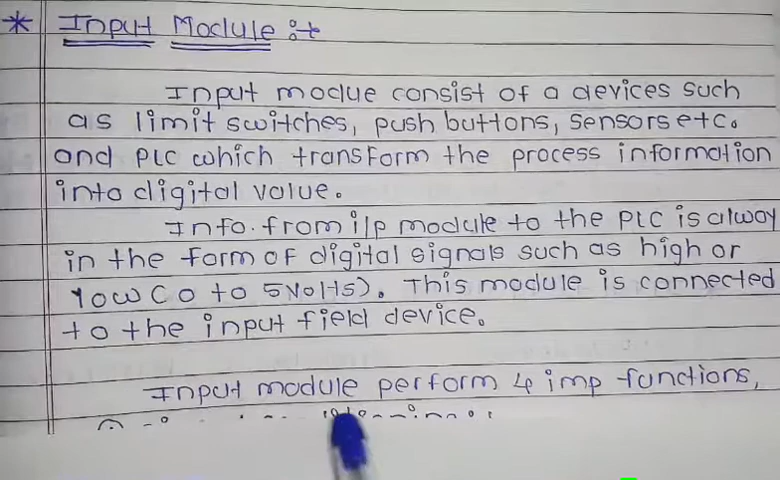 * Input Module :+
Input moclue consist of a devices such
as limit switches, push buttons, sensors etc.
and PLC which transform the process information
into digital value.
Info. from i/p module to the PLC is alway
in the form of digital signals such as high or
low (0 to 5volts). This module is connected
to the input field device.
Input module perform 4 imp functions,